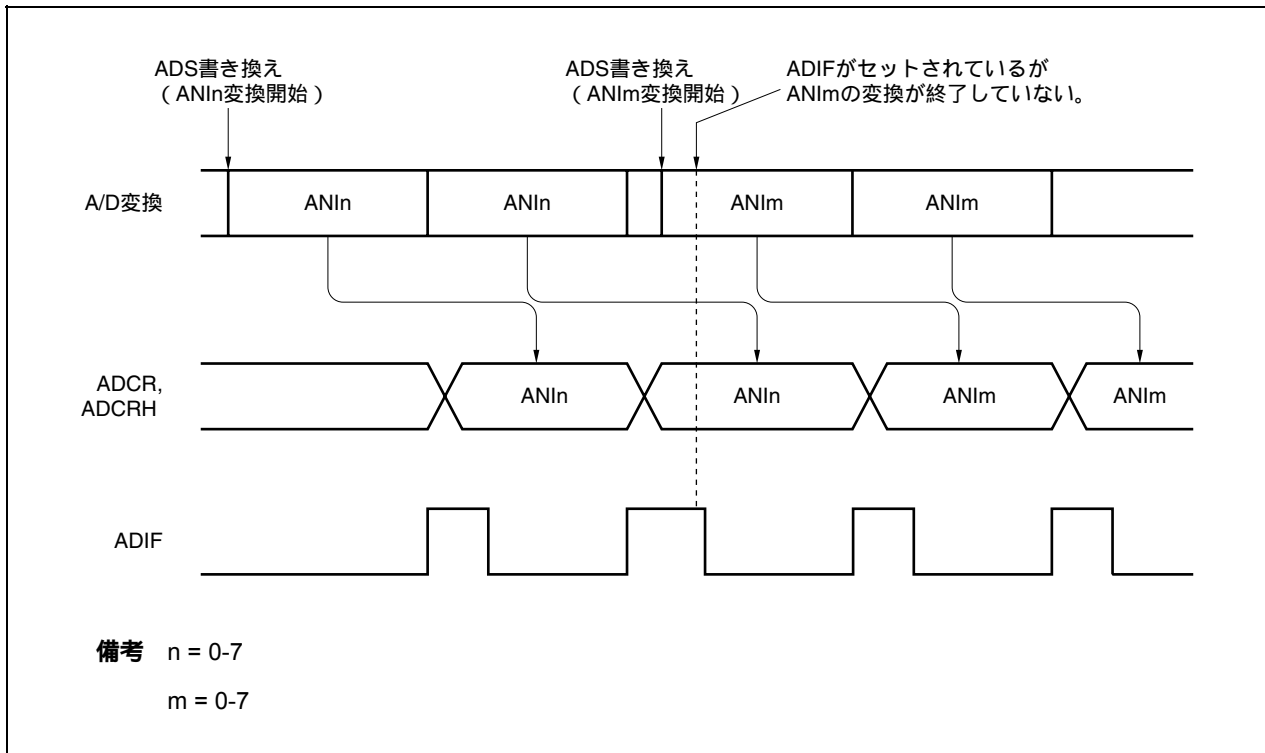 ADS書き換え
（ANIn変換開始）
ADS書き換え
（ANIm変換開始）
ADIFがセットされているが
ANImの変換が終了していない。
A/D変換
ANIn
ANIn
ANIm
ANIm
ADCR,
ADCRH
ANIn
ANIn
ANIm
ANIm
ADIF
備考 n = 0-7
m = 0-7